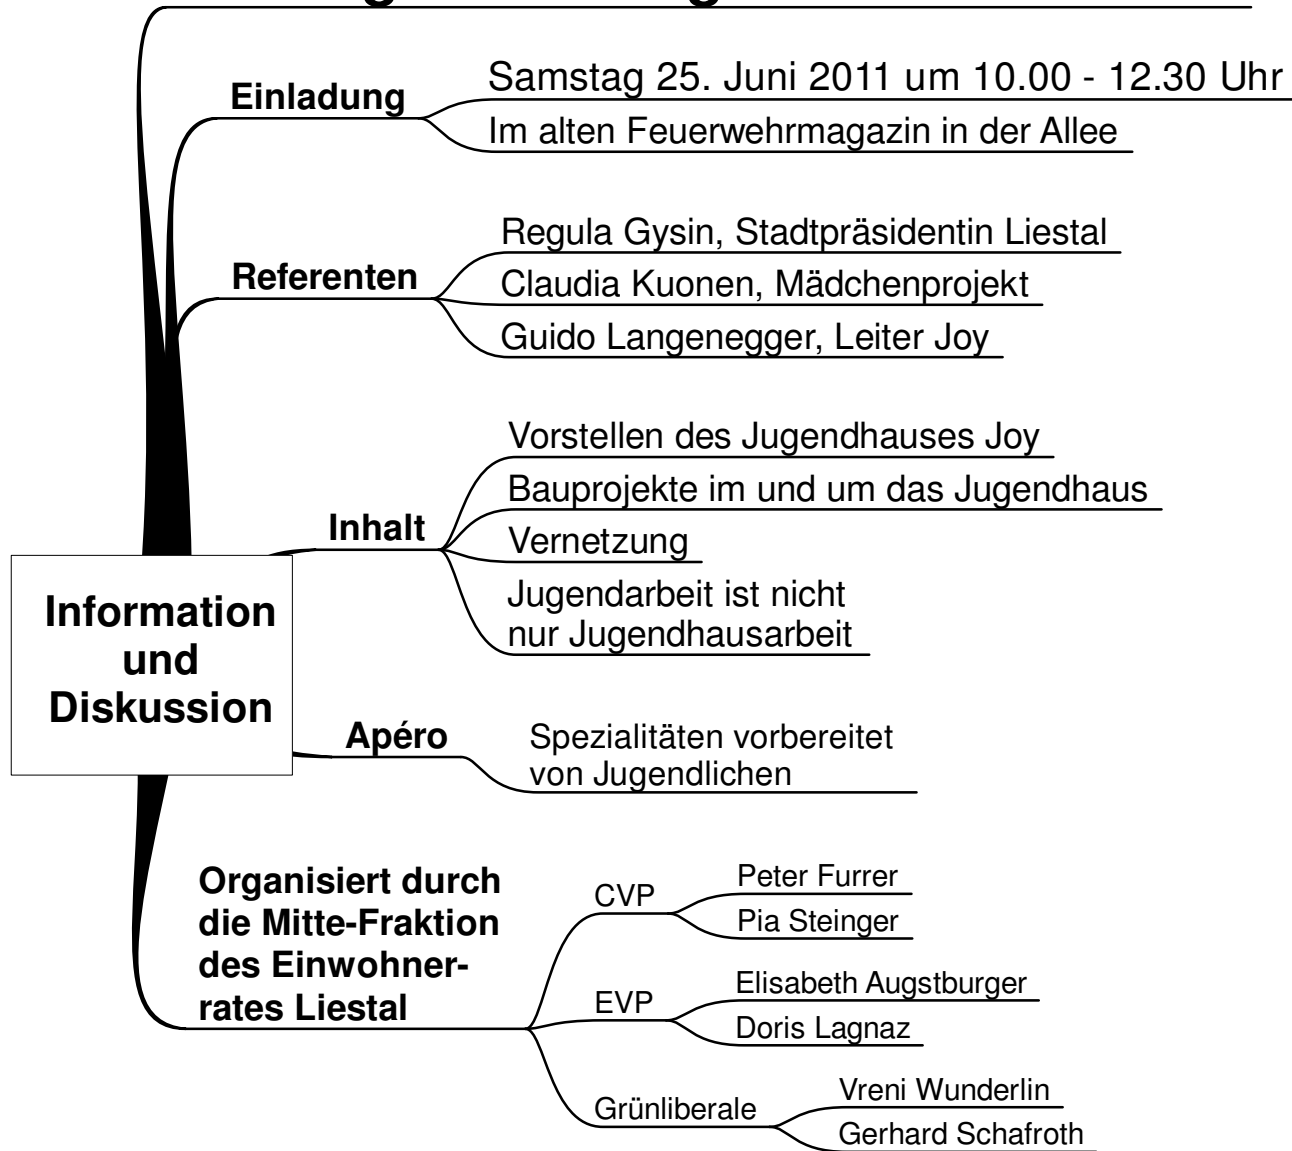 Einladung
Samstag 25. Juni 2011 um 10.00 - 12.30 Uhr
Im alten Feuerwehrmagazin in der Allee
Referenten
Regula Gysin, Stadtpräsidentin Liestal
Claudia Kuonen, Mädchenprojekt
Guido Langenegger, Leiter Joy
Inhalt
Vorstellen des Jugendhauses Joy
Bauprojekte im und um das Jugendhaus
Vernetzung
Jugendarbeit ist nicht
nur Jugendhausarbeit
Information
und
Diskussion
Apéro
Spezialitäten vorbereitet
von Jugendlichen
Organisiert durch
die Mitte-Fraktion
des Einwohner-
rates Liestal
CVP
Peter Furrer
Pia Steinger
EVP
Elisabeth Augstburger
Doris Lagnaz
Grünliberale
Vreni Wunderlin
Gerhard Schafroth